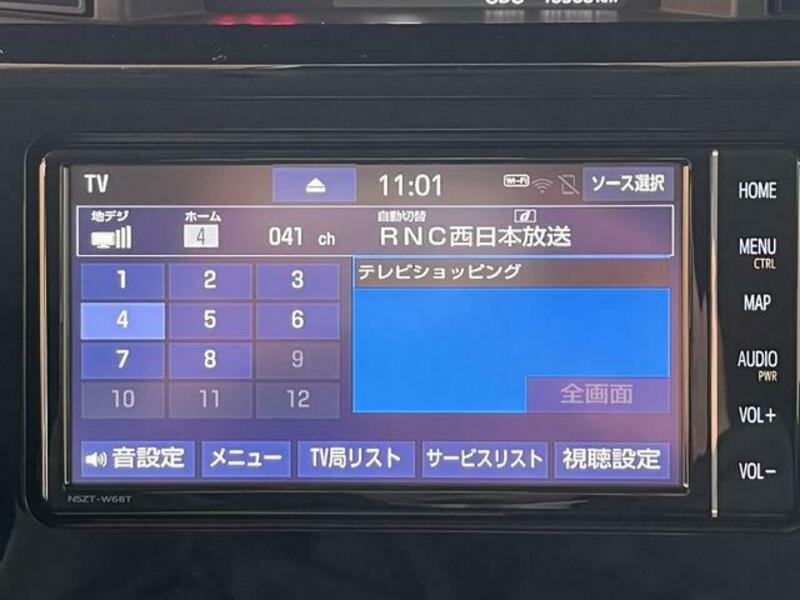 TV 11:01 Wi-Fi ソース選択
地デジ ホーム 自動切替 d
4 041 ch RNC西日本放送
テレビショッピング
1 2 3
4 5 6
7 8 9
10 11 12
全画面
音設定 メニュー TV局リスト サービスリスト 視聴設定
NSZT-W68T
HOME
MENU
CTRL
MAP
AUDIO
PWR
VOL+
VOL-